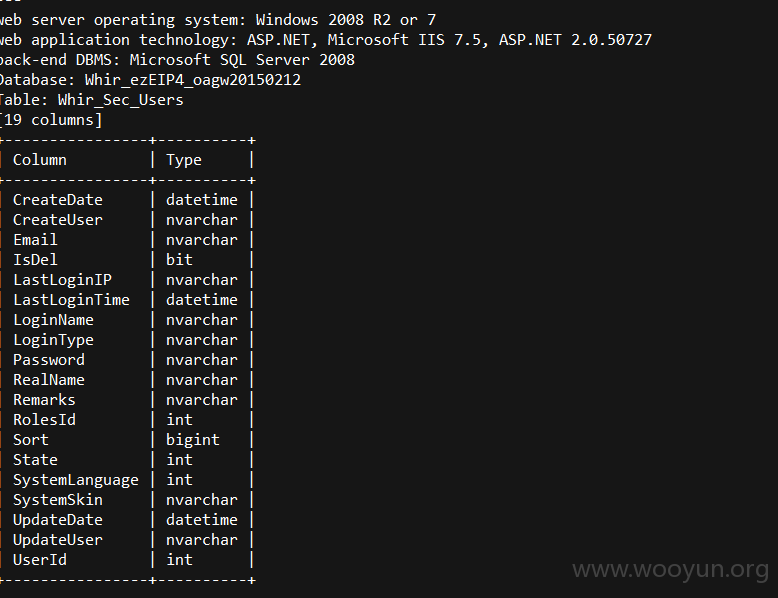 web server operating system: Windows 2008 R2 or 7
web application technology: ASP.NET, Microsoft IIS 7.5, ASP.NET 2.0.50727
back-end DBMS: Microsoft SQL Server 2008
Database: Whir_ezEIP4_oagw20150212
Table: Whir_Sec_Users
[19 columns]
+----------------+----------+
| Column | Type |
+----------------+----------+
| CreateDate | datetime |
| CreateUser | nvarchar |
| Email | nvarchar |
| IsDel | bit |
| LastLoginIP | nvarchar |
| LastLoginTime | datetime |
| LoginName | nvarchar |
| LoginType | nvarchar |
| Password | nvarchar |
| RealName | nvarchar |
| Remarks | nvarchar |
| RolesId | int |
| Sort | bigint |
| State | int |
| SystemLanguage | int |
| SystemSkin | nvarchar |
| UpdateDate | datetime |
| UpdateUser | nvarchar |
| UserId | int |
+----------------+----------+
www.wooyun.org